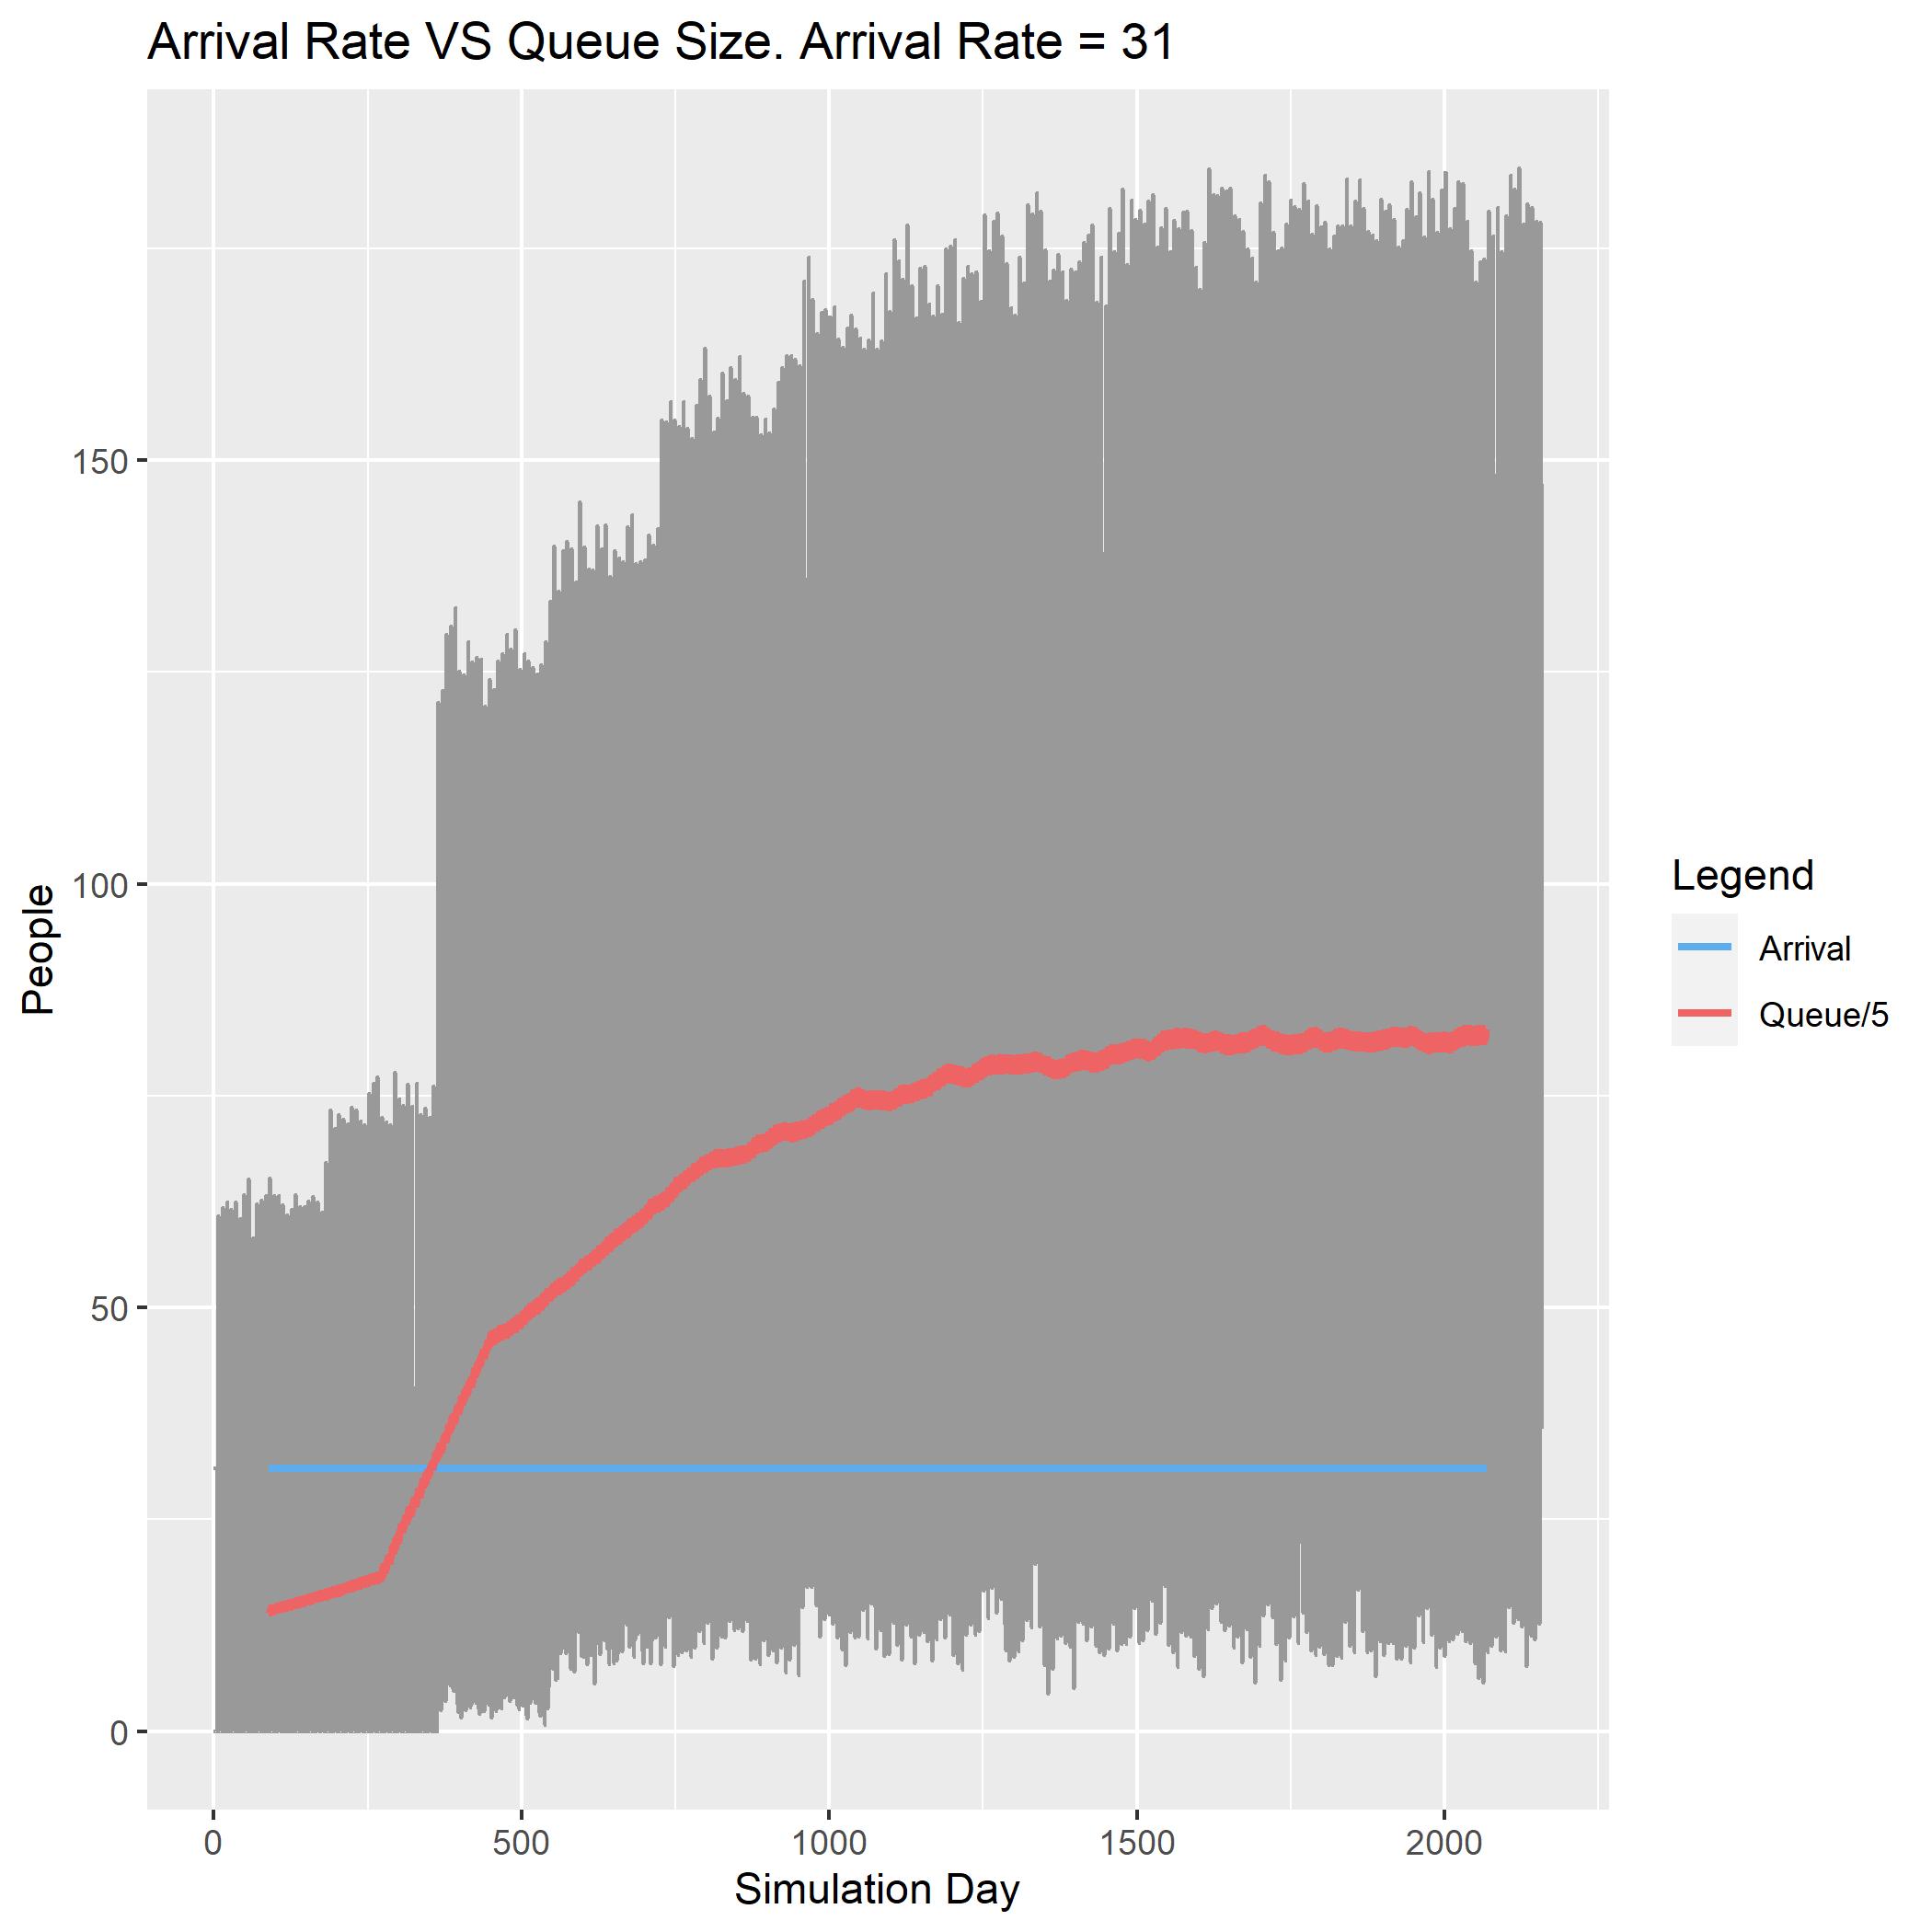 Arrival Rate VS Queue Size. Arrival Rate = 31
People
150
100
50
0
0 500 1000 1500 2000
Simulation Day
Legend
Arrival
Queue/5